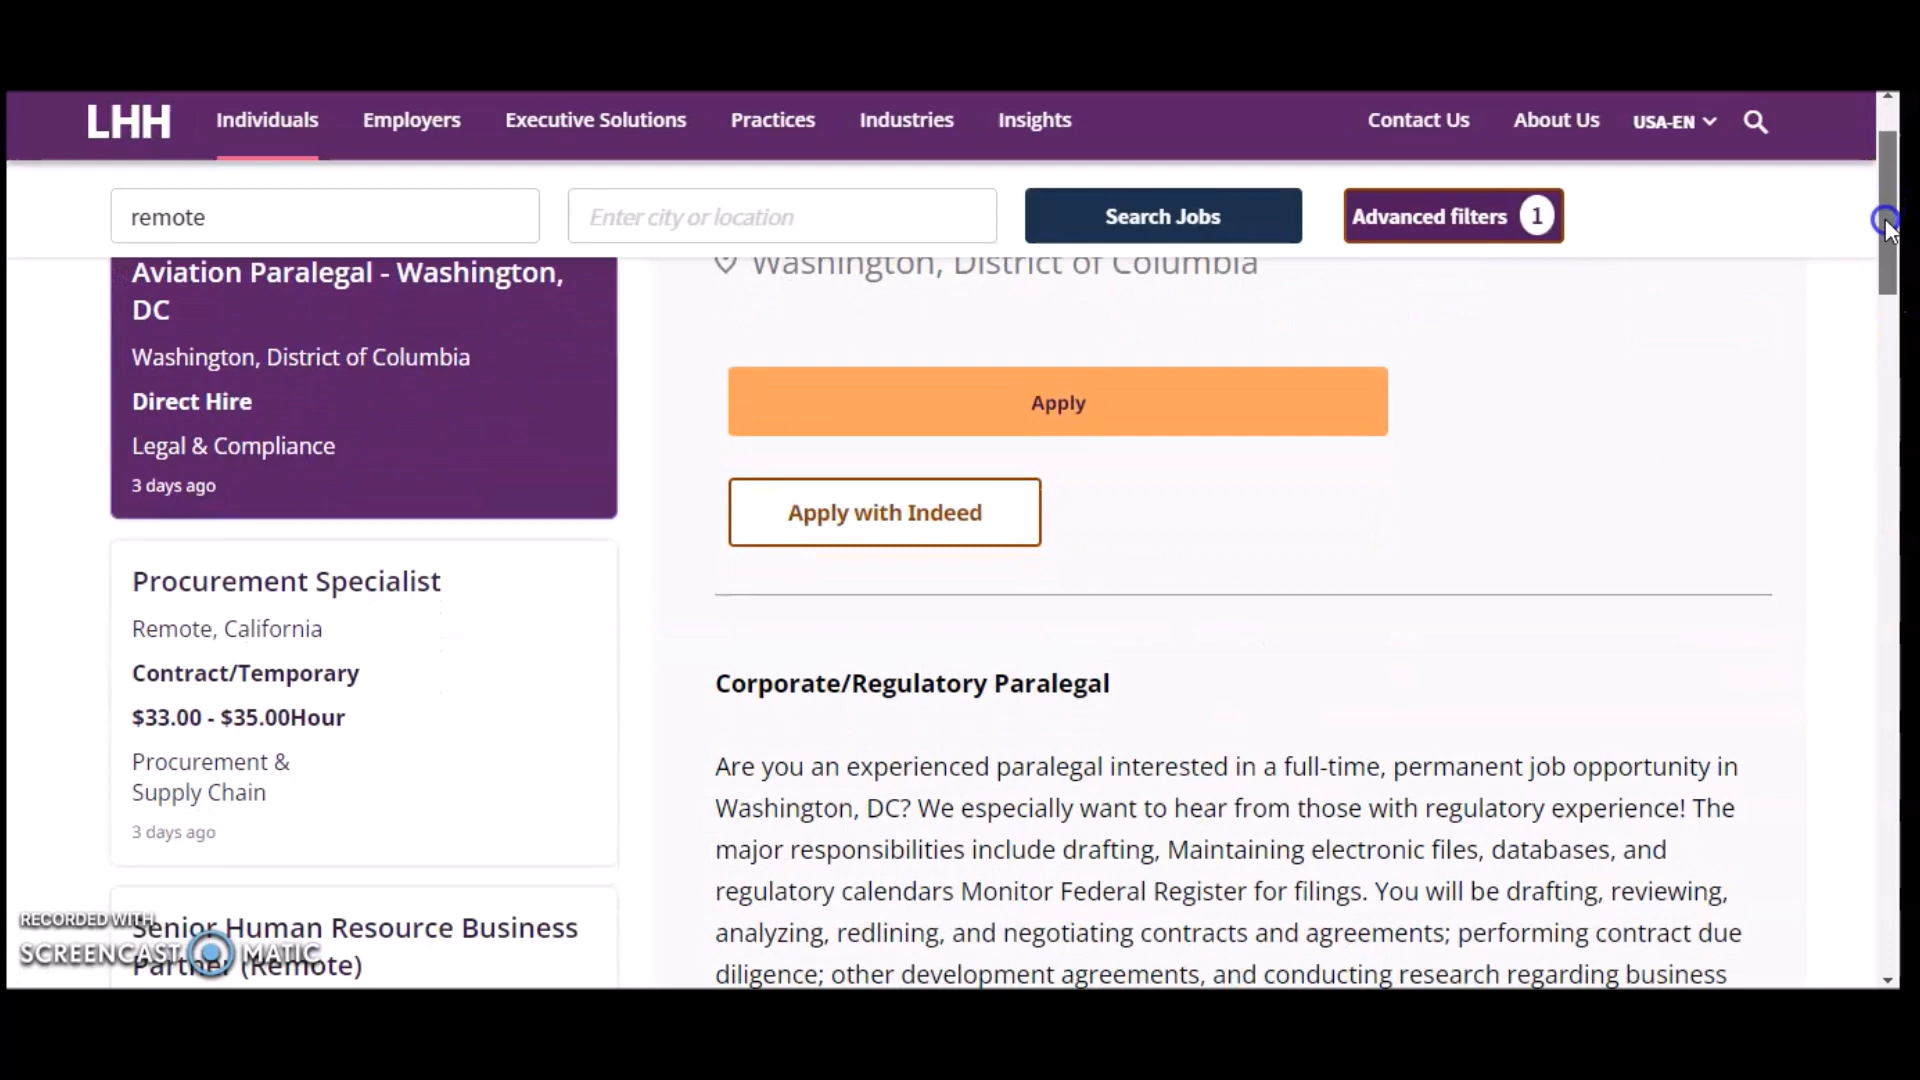 LHH Individuals Employers Executive Solutions Practices Industries Insights Contact Us About Us USA-EN
remote Enter city or location Search Jobs Advanced filters 1
Aviation Paralegal - Washington,
DC
Washington, District of Columbia
Direct Hire
Legal & Compliance
3 days ago
Procurement Specialist
Remote, California
Contract/Temporary
$33.00 - $35.00Hour
Procurement &
Supply Chain
3 days ago
Senior Human Resource Business
Partner (Remote)
Washington, District of Columbia
Apply
Apply with Indeed
Corporate/Regulatory Paralegal
Are you an experienced paralegal interested in a full-time, permanent job opportunity in
Washington, DC? We especially want to hear from those with regulatory experience! The
major responsibilities include drafting, Maintaining electronic files, databases, and
regulatory calendars Monitor Federal Register for filings. You will be drafting, reviewing,
analyzing, redlining, and negotiating contracts and agreements; performing contract due
diligence; other development agreements, and conducting research regarding business
RECORDED WITH
SCREENCAST MATIC